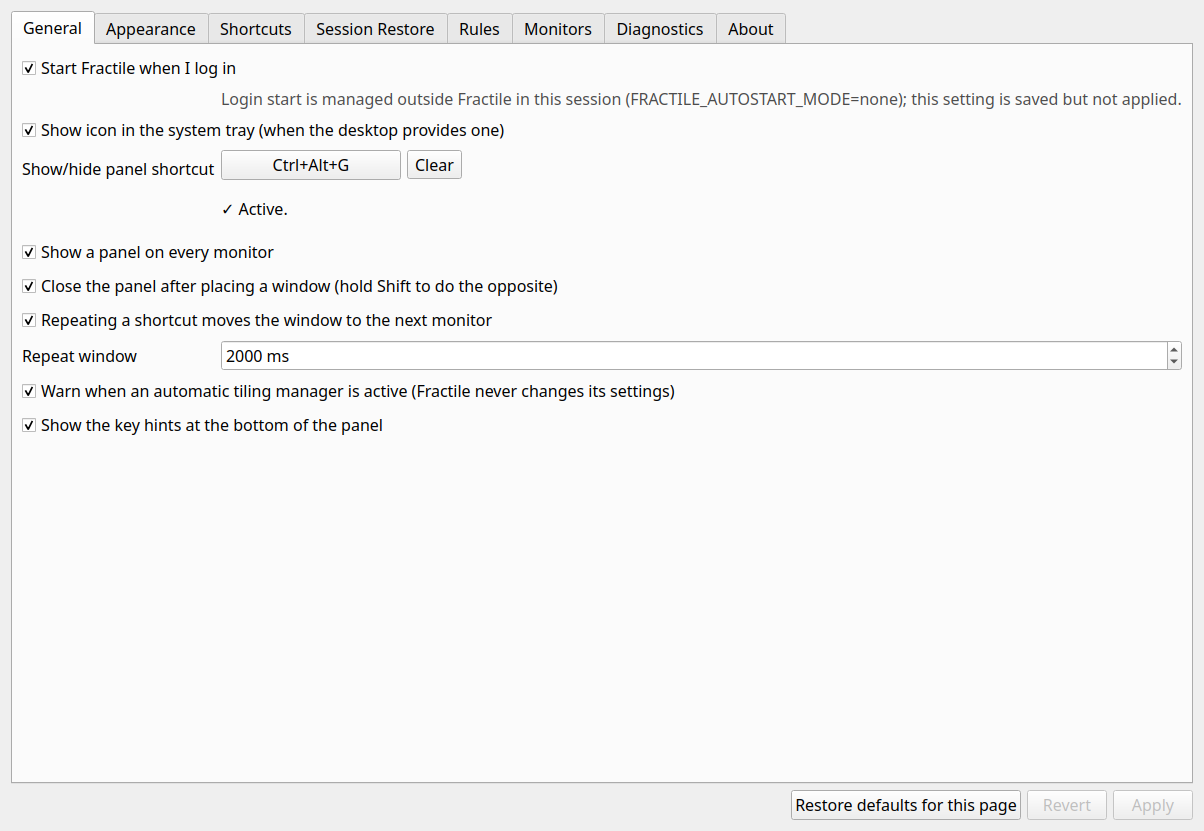 General Appearance Shortcuts Session Restore Rules Monitors Diagnostics About
Start Fractile when I log in
Login start is managed outside Fractile in this session (FRACTILE_AUTOSTART_MODE=none); this setting is saved but not applied.
Show icon in the system tray (when the desktop provides one)
Show/hide panel shortcut Ctrl+Alt+G Clear
✓ Active.
Show a panel on every monitor
Close the panel after placing a window (hold Shift to do the opposite)
Repeating a shortcut moves the window to the next monitor
Repeat window 2000 ms
Warn when an automatic tiling manager is active (Fractile never changes its settings)
Show the key hints at the bottom of the panel
Restore defaults for this page Revert Apply